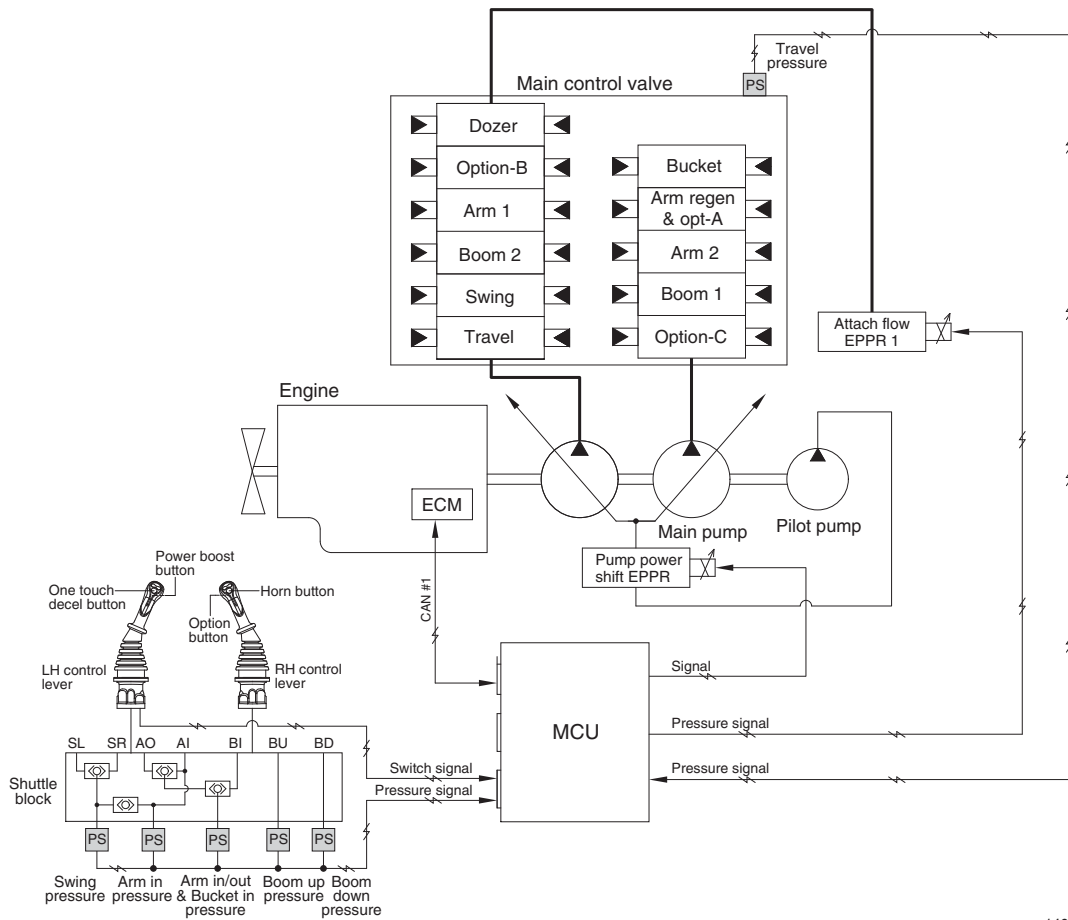 Travel
pressure
PS
Main control valve
Dozer
Option-B
Arm 1
Boom 2
Swing
Travel
Bucket
Arm regen
& opt-A
Arm 2
Boom 1
Option-C
Attach flow
EPPR 1
Engine
ECM
Main pump
Pilot pump
Pump power
shift EPPR
CAN #1
Power boost
button
One touch
decel button
Horn button
Option
button
LH control
lever
RH control
lever
SL SR AO AI BI BU BD
Shuttle
block
PS PS PS PS PS
Swing
pressure
Arm in
pressure
Arm in/out
& Bucket in
pressure
Boom up
pressure
Boom
down
pressure
MCU
Signal
Pressure signal
Pressure signal
Switch signal
Pressure signal